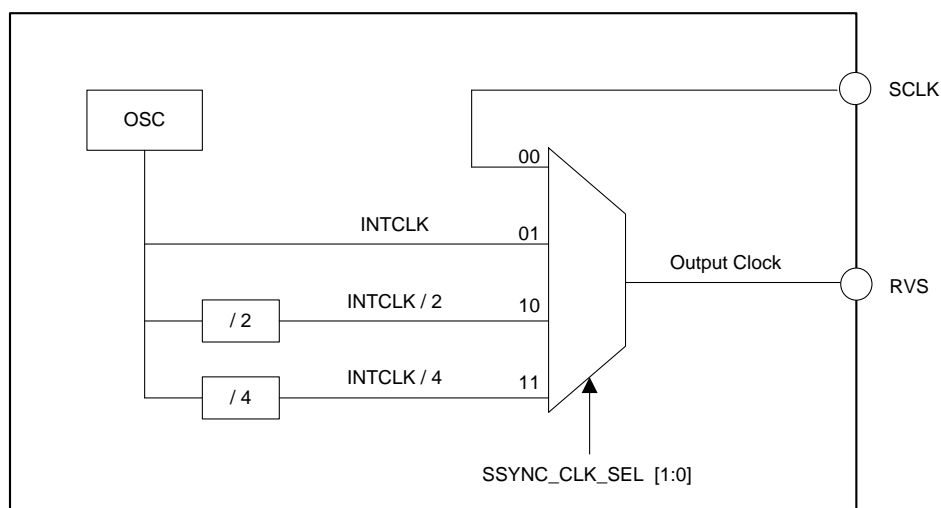 SCLK
OSC
00
INTCLK
01
Output Clock
RVS
INTCLK / 2
10
/ 2
INTCLK / 4
11
/ 4
SSYNC_CLK_SEL [1:0]